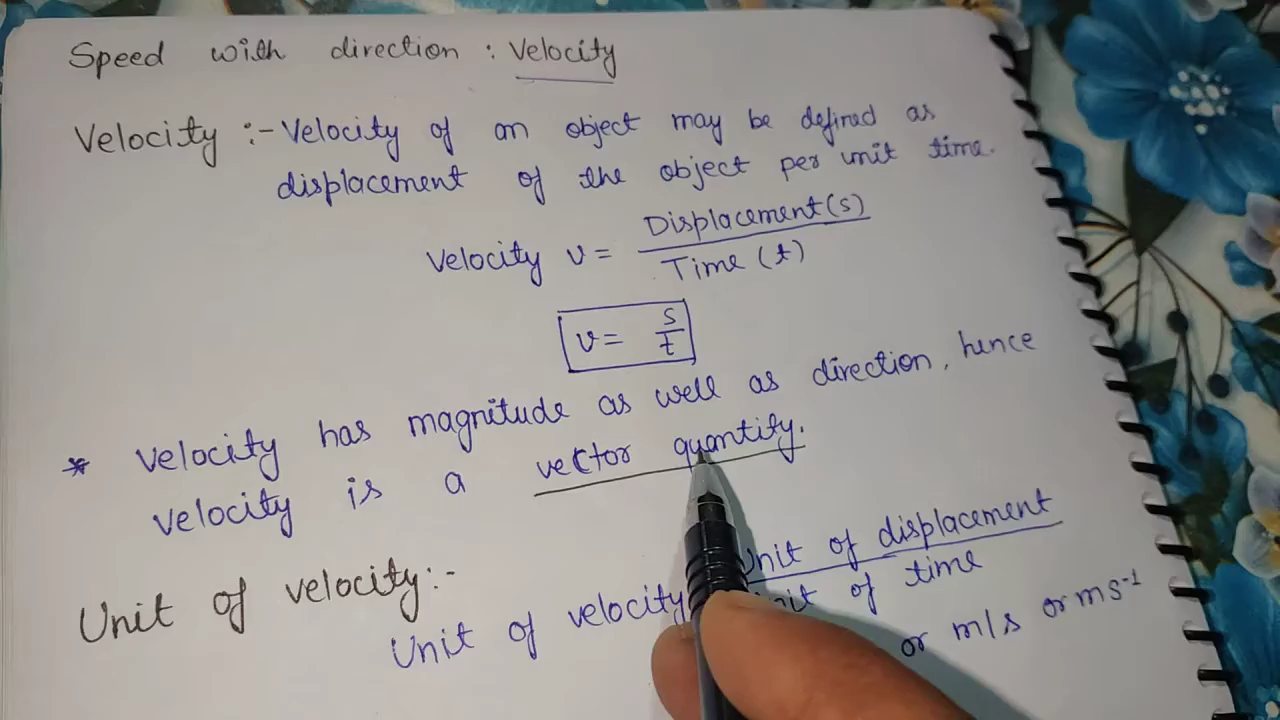 Speed with direction : Velocity
Velocity :- Velocity of an object may be defined as
displacement of the object per unit time.
Velocity v = Displacement (s)
Time (t)
v = s
t
* velocity has magnitude as well as direction, hence
velocity is a vector quantity.
Unit of velocity:-
Unit of velocity Unit of displacement
of time
or m/s or ms⁻¹